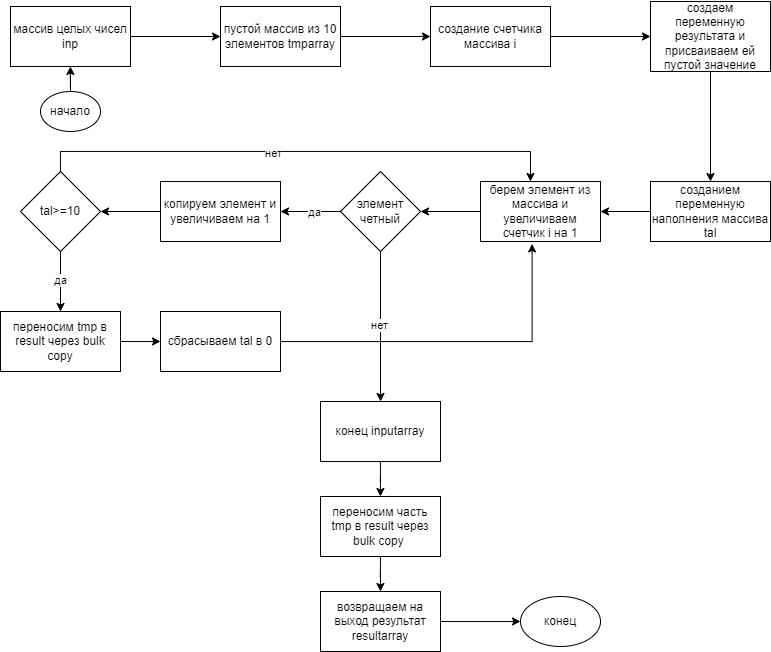 массив целых чисел
inp
пустой массив из 10
элементов tmparray
создание счетчика
массива i
создаем
переменную
результата и
присваиваем ей
пустой значение
начало
нет
tal>=10
копируем элемент и
увеличиваем на 1
да
элемент
четный
берем элемент из
массива и
увеличиваем
счетчик i на 1
созданием
переменную
наполнения массива
tal
да
переносим tmp в
result через bulk
copy
сбрасываем tal в 0
нет
конец inputarray
переносим часть
tmp в result через
bulk copy
возвращаем на
выход результат
resultarray
конец